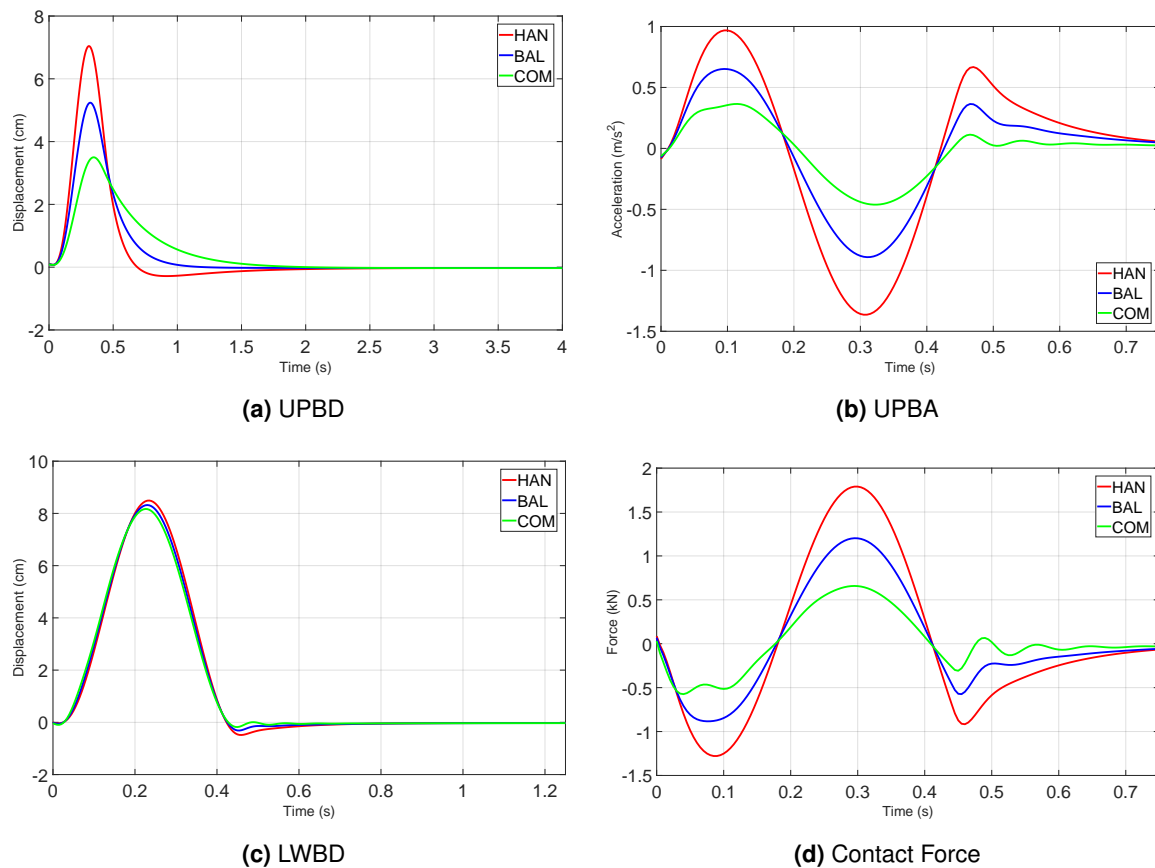 8
6
4
2
0
-2
Displacement (cm)
0 0.5 1 1.5 2 2.5 3 3.5 4
Time (s)
HAN
BAL
COM
(a) UPBD
1
0.5
0
-0.5
-1
-1.5
Acceleration (m/s²)
0 0.1 0.2 0.3 0.4 0.5 0.6 0.7
Time (s)
HAN
BAL
COM
(b) UPBA
10
8
6
4
2
0
-2
Displacement (cm)
0 0.2 0.4 0.6 0.8 1 1.2
Time (s)
HAN
BAL
COM
(c) LWBD
2
1.5
1
0.5
0
-0.5
-1
-1.5
Force (kN)
0 0.1 0.2 0.3 0.4 0.5 0.6 0.7
Time (s)
HAN
BAL
COM
(d) Contact Force